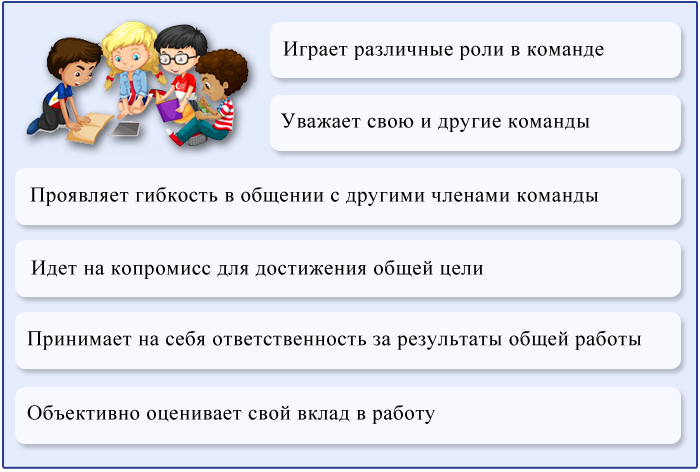 Играет различные роли в команде
Уважает свою и другие команды
Проявляет гибкость в общении с другими членами команды
Идет на копромисс для достижения общей цели
Принимает на себя ответственность за результаты общей работы
Объективно оценивает свой вклад в работу